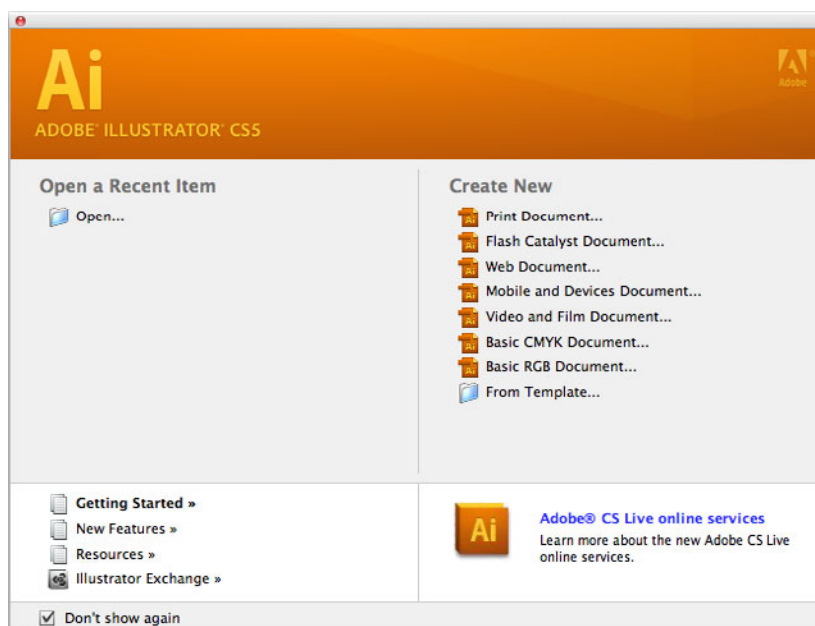 Ai
ADOBE® ILLUSTRATOR® CS5
Adobe
Open a Recent Item
Open...
Create New
Print Document...
Flash Catalyst Document...
Web Document...
Mobile and Devices Document...
Video and Film Document...
Basic CMYK Document...
Basic RGB Document...
From Template...
Getting Started »
New Features »
Resources »
Illustrator Exchange »
Ai
Adobe® CS Live online services
Learn more about the new Adobe CS Live
online services.
Don't show again